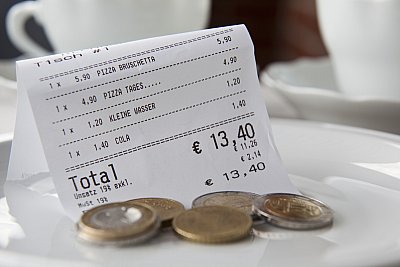 Tisch #1
1 x 5.90 PIZZA BRUSCHETTA 5.90
1 x 4.90 PIZZA TAGES... 4.90
1 x 1.20 KLEINE WASSER 1.20
1 x 1.40 COLA 1.40
Total € 13,40
Umsatz 19% exkl. € 11,26
MwSt 19% € 2,14
€ 13,40